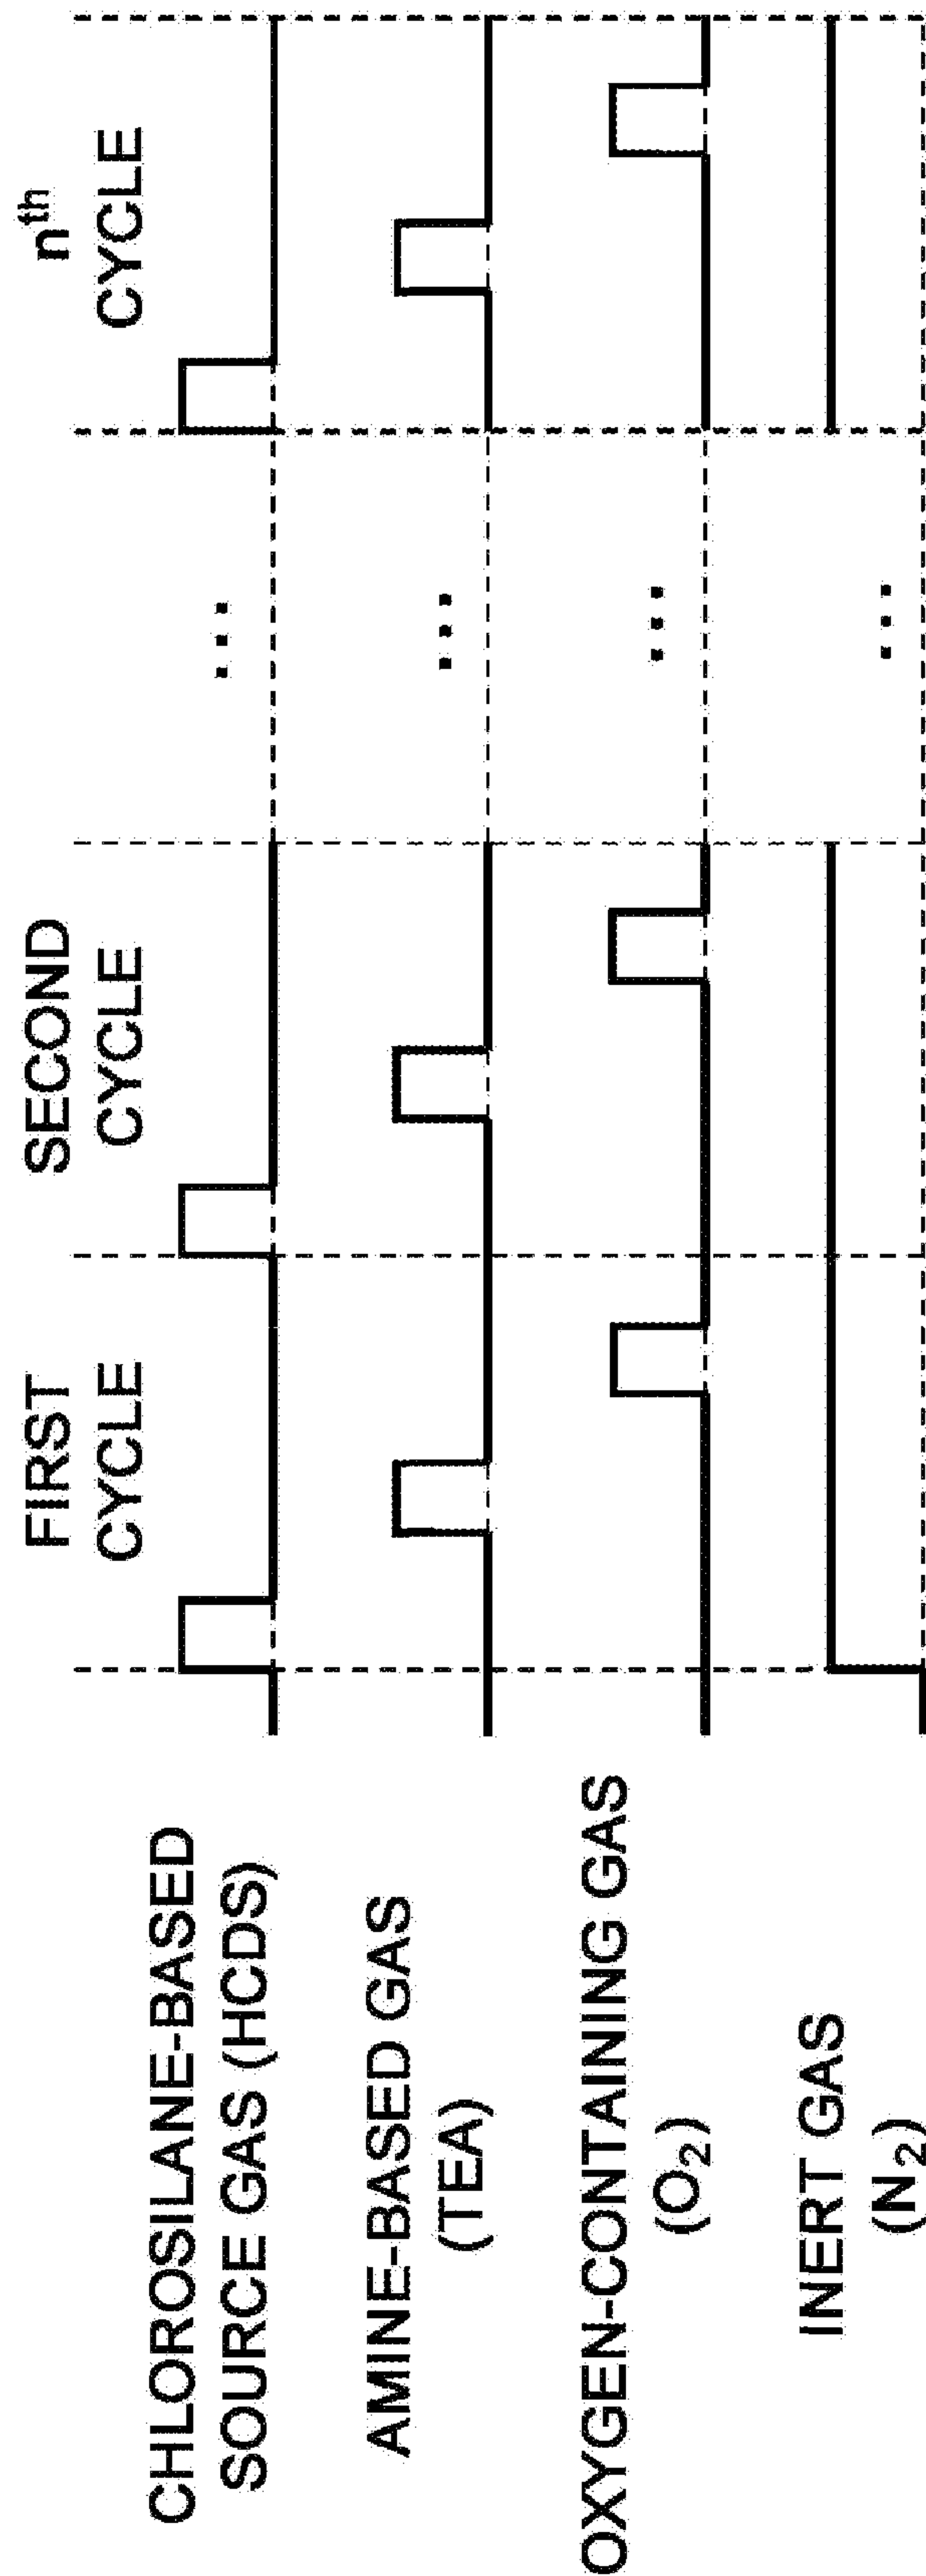 FIRST
CYCLE
SECOND
CYCLE
...
nth
CYCLE
CHLOROSILANE-BASED
SOURCE GAS (HCDS)
...
AMINE-BASED GAS
(TEA)
...
OXYGEN-CONTAINING GAS
(O₂)
...
INERT GAS
(N₂)